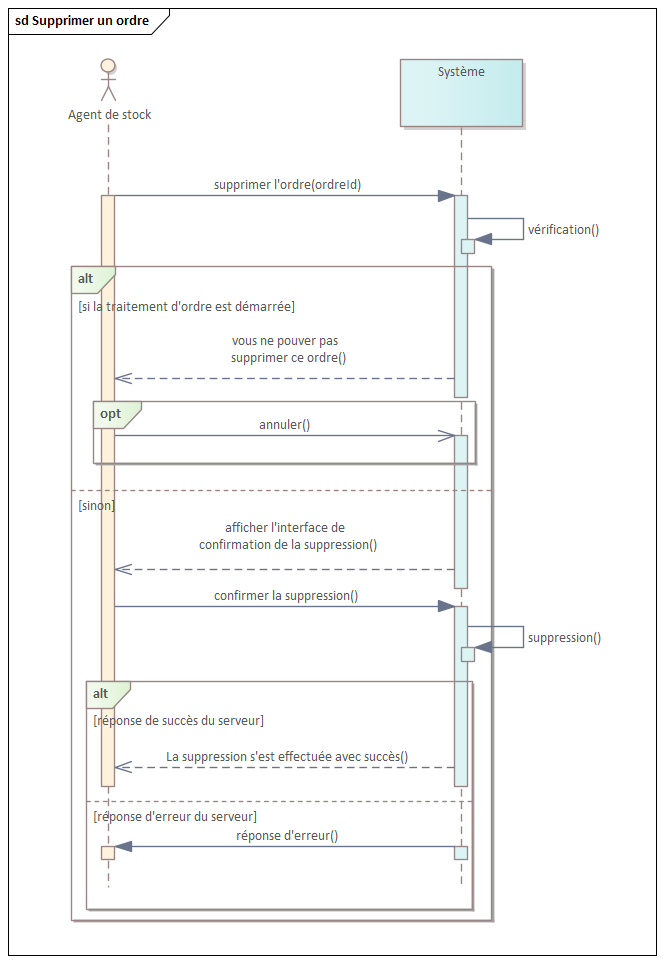 sd Supprimer un ordre
Agent de stock
Système
supprimer l'ordre(ordreId)
vérification()
alt
[si la traitement d'ordre est démarrée]
vous ne pouver pas
supprimer ce ordre()
opt
annuler()
[sinon]
afficher l'interface de
confirmation de la suppression()
confirmer la suppression()
suppression()
alt
[réponse de succès du serveur]
La suppression s'est effectuée avec succès()
[réponse d'erreur du serveur]
réponse d'erreur()